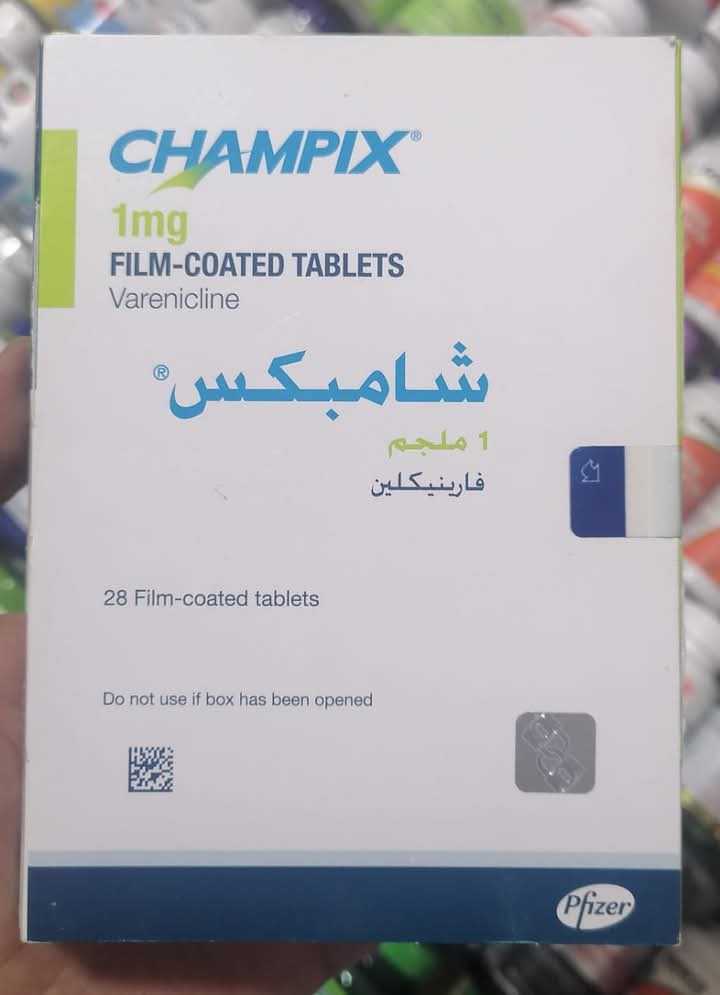 CHAMPIX®
1mg
FILM-COATED TABLETS
Varenicline
شامبكس®
1 ملجم
فارينيكلين
28 Film-coated tablets
Do not use if box has been opened
Pfizer